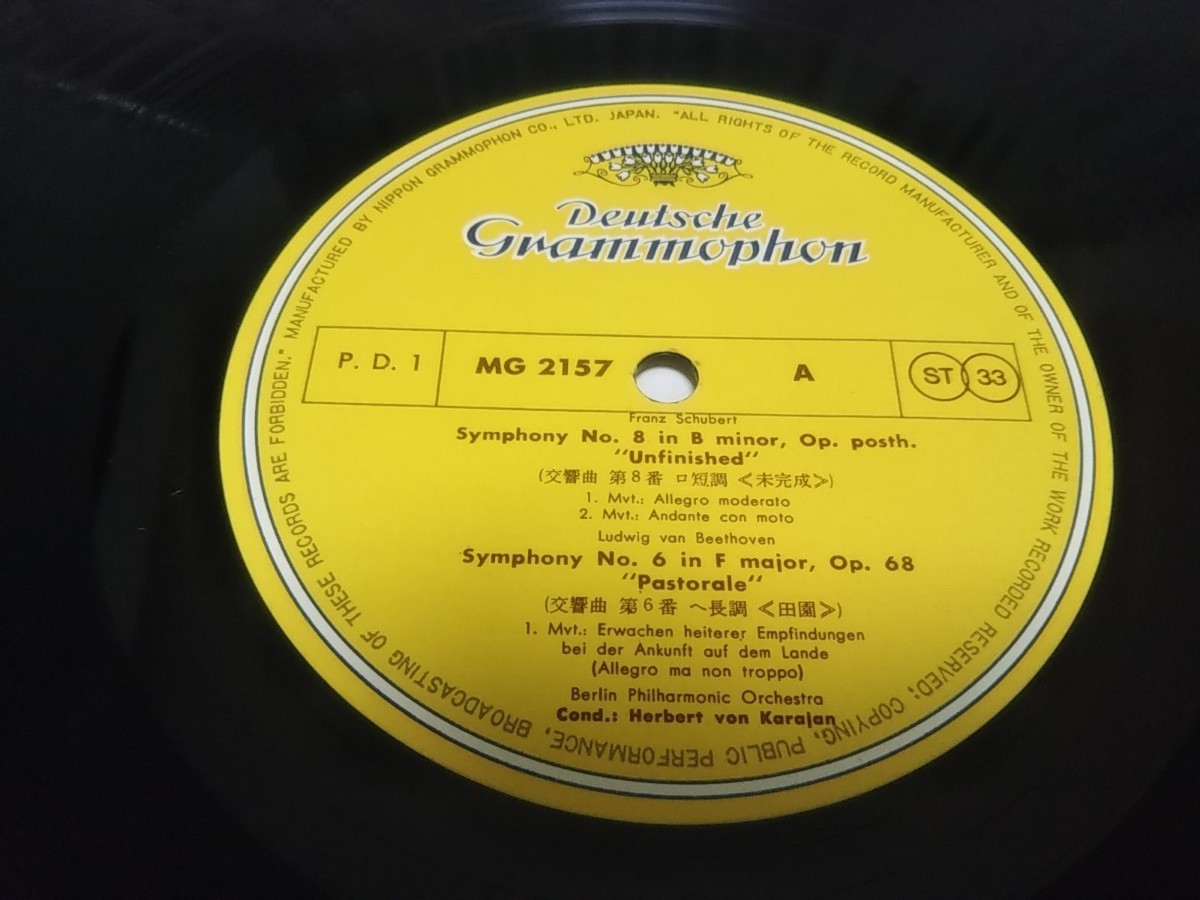 MANUFACTURED BY NIPPON GRAMMOPHON CO., LTD. JAPAN. "ALL RIGHTS OF THE RECORD MANUFACTURER AND OF THE OWNER OF THE WORK RECORDED RESERVED; COPYING, PUBLIC PERFORMANCE, BROADCASTING OF THESE RECORDS ARE FORBIDDEN."
Deutsche
Grammophon
P. D. 1 MG 2157 A ST 33
Franz Schubert
Symphony No. 8 in B minor, Op. posth.
"Unfinished"
(交響曲 第8番 ロ短調 《未完成》)
1. Mvt.: Allegro moderato
2. Mvt.: Andante con moto
Ludwig van Beethoven
Symphony No. 6 in F major, Op. 68
"Pastorale"
(交響曲 第6番 ヘ長調 《田園》)
1. Mvt.: Erwachen heiterer Empfindungen
bei der Ankunft auf dem Lande
(Allegro ma non troppo)
Berlin Philharmonic Orchestra
Cond.: Herbert von Karajan